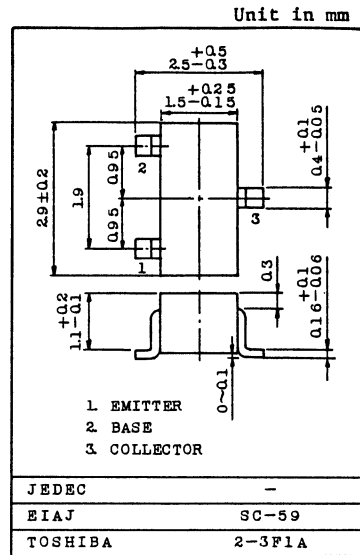 Unit in mm
+0.5
2.5-0.3
+0.25
1.5-0.15
2
3
1
2.9±0.2
1.9
0.95
0.95
+0.1
0.4-0.05
+0.2
1.1-0.1
0.3
+0.1
0.16-0.06
0~0.1
1. EMITTER
2. BASE
3. COLLECTOR
JEDEC –
EIAJ SC-59
TOSHIBA 2-3F1A